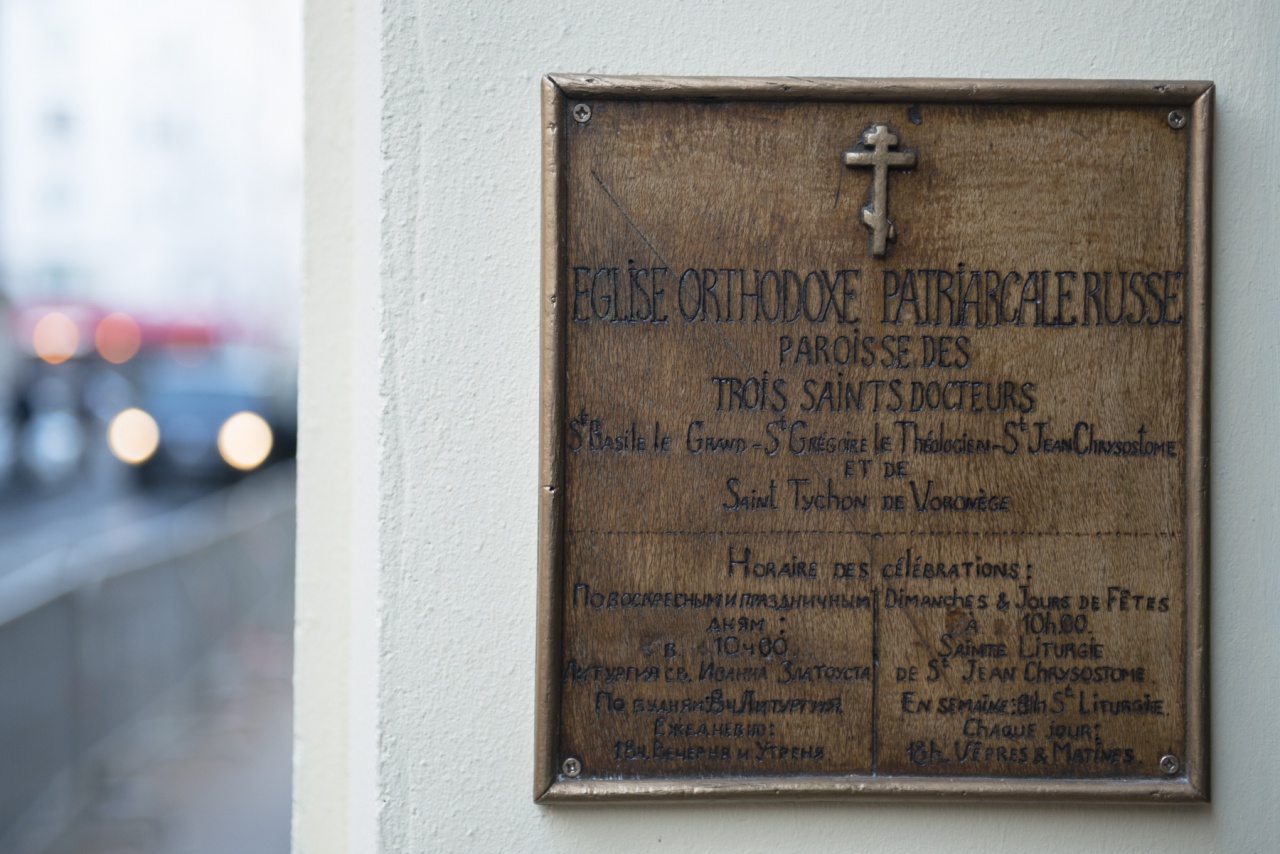 EGLISE ORTHODOXE PATRIARCALE RUSSE
PAROISSE DES
TROIS SAINTS DOCTEURS
St Basile le Grand - St Grégoire le Théologien - St Jean Chrysostome
ET DE
Saint Tychon de Voronège
Horaire des célébrations:
По воскресным и праздничным
дням:
в 10ч00
Литургия св. Иоанна Златоуста
По будням: 8ч. Литургия.
Ежедневно:
18ч. Вечерня и Утреня
Dimanches & Jours de Fêtes
à 10h.00.
Sainte Liturgie
de St Jean Chrysostome
En semaine: 8h St Liturgie.
Chaque jour:
18h. Vêpres & Matines.